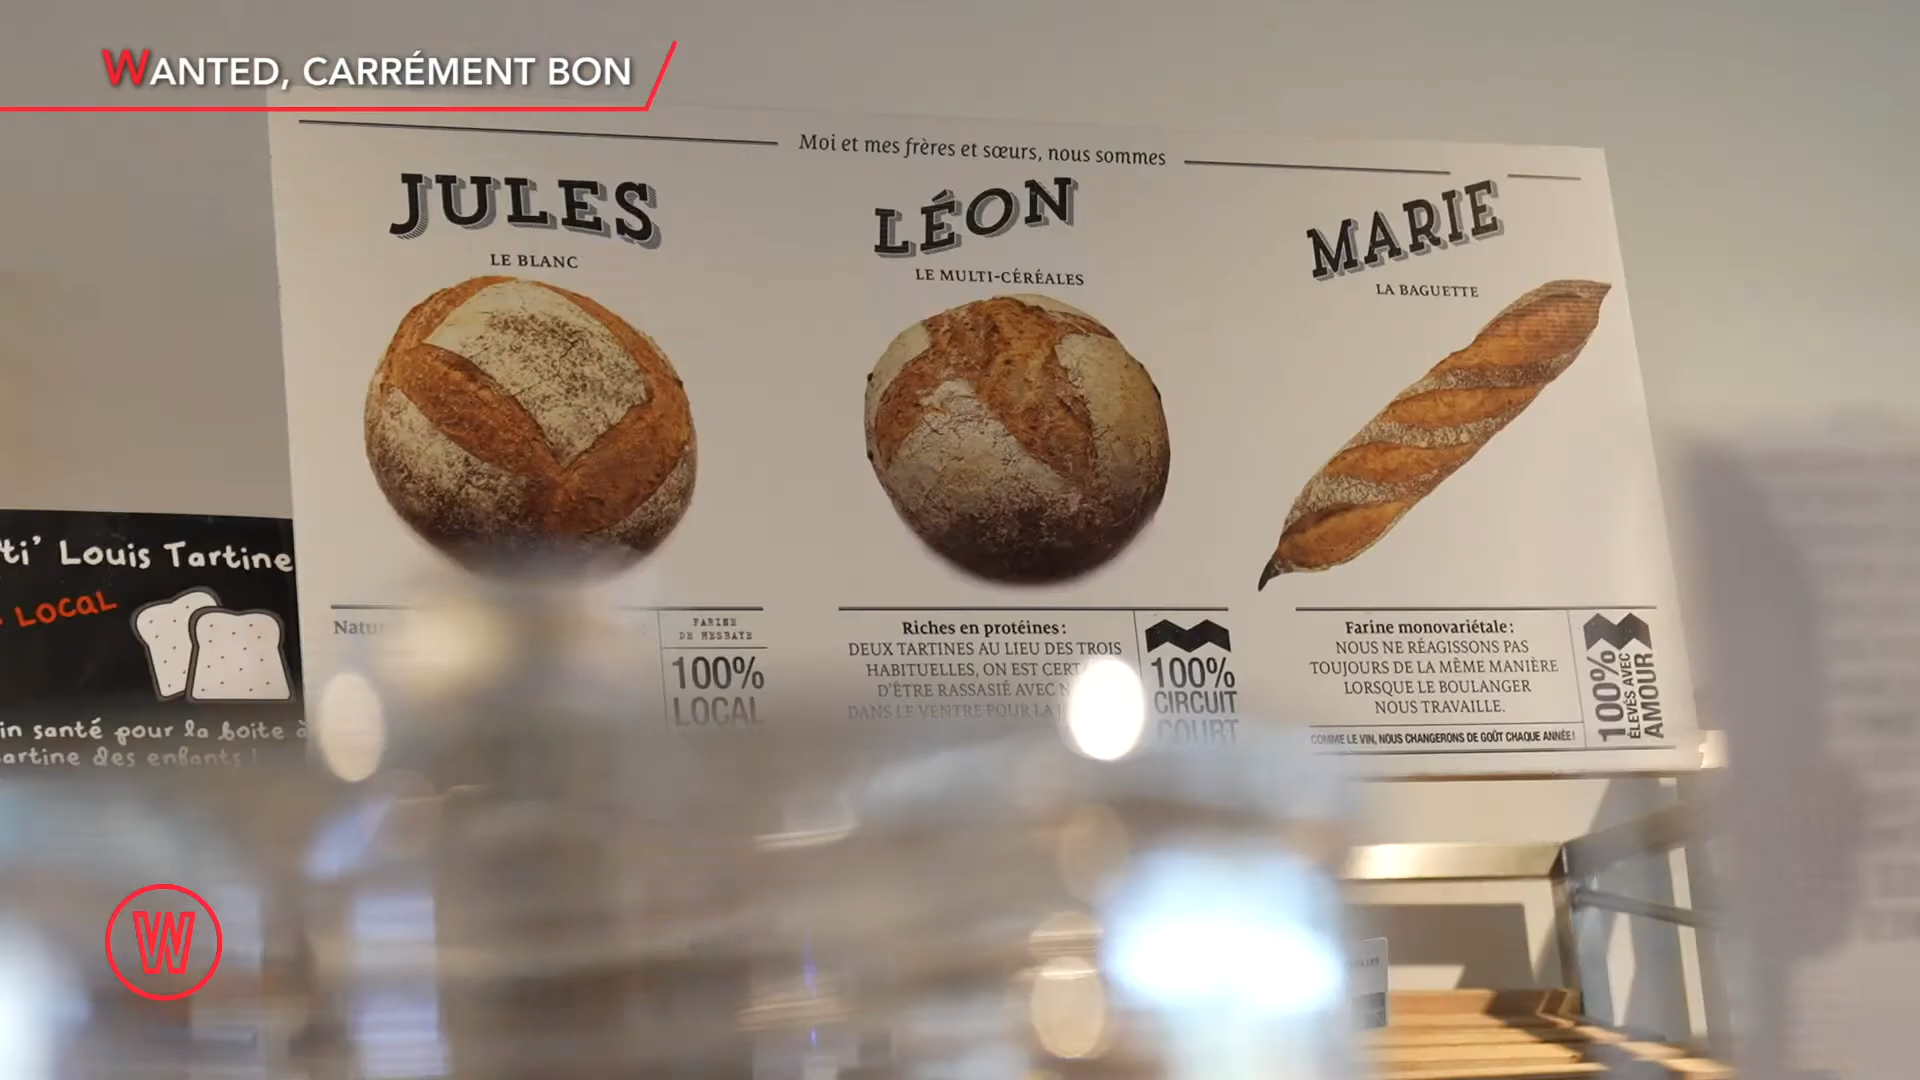 WANTED, CARRÉMENT BON
Moi et mes frères et sœurs, nous sommes
JULES
LE BLANC
LÉON
LE MULTI-CÉRÉALES
MARIE
LA BAGUETTE
ti' Louis Tartine
LOCAL
in santé pour la boite à
artine des enfants !
FARINE
DE HESBAYE
100%
LOCAL
Riches en protéines :
DEUX TARTINES AU LIEU DES TROIS
HABITUELLES, ON EST
D'ÊTRE RASSASIÉ AVEC
DANS LE VENTRE POUR LA
100%
CIRCUIT
COURT
Farine monovariétale :
NOUS NE RÉAGISSONS PAS
TOUJOURS DE LA MÊME MANIÈRE
LORSQUE LE BOULANGER
NOUS TRAVAILLE.
COMME LE VIN, NOUS CHANGERONS DE GOÛT CHAQUE ANNÉE !
100%
ÉLEVÉS AVEC
AMOUR
W